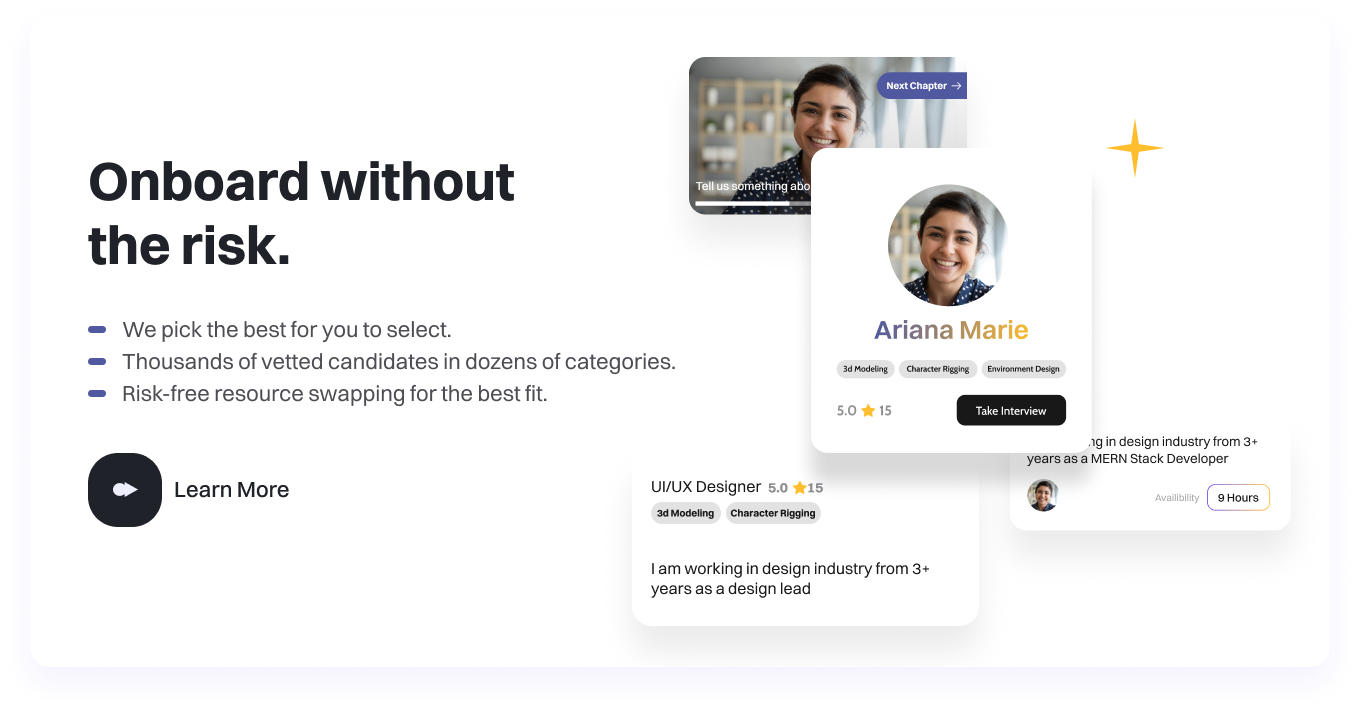 Onboard without
the risk.
We pick the best for you to select.
Thousands of vetted candidates in dozens of categories.
Risk-free resource swapping for the best fit.
Learn More
Next Chapter
Tell us something
Ariana Marie
3d Modeling Character Rigging Environment Design
5.0 15
Take Interview
UI/UX Designer 5.0 15
3d Modeling Character Rigging
I am working in design industry from 3+
years as a design lead
in design industry from 3+
years as a MERN Stack Developer
Availibility 9 Hours